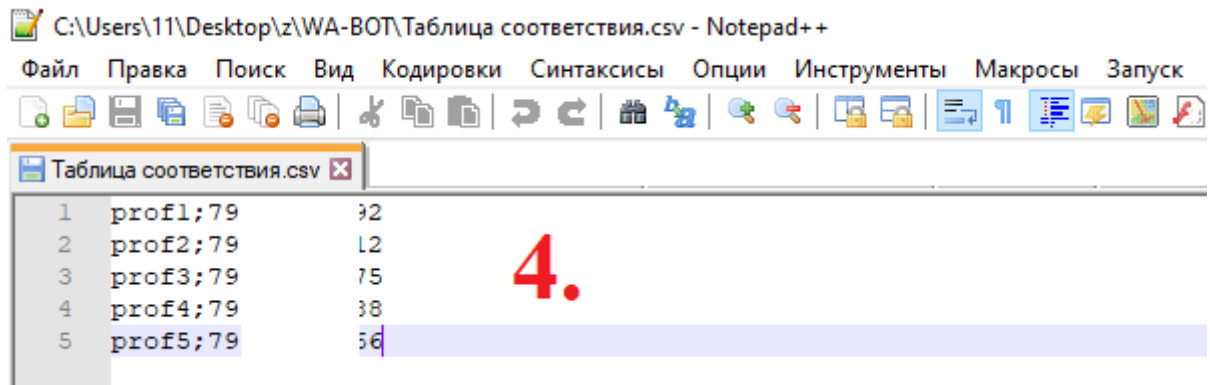 C:\Users\11\Desktop\z\WA-BOT\Таблица соответствия.csv - Notepad++
Файл Правка Поиск Вид Кодировки Синтаксисы Опции Инструменты Макросы Запуск
Таблица соответствия.csv
1 prof1;79 92
2 prof2;79 12
3 prof3;79 75
4 prof4;79 38
5 prof5;79 56
4.